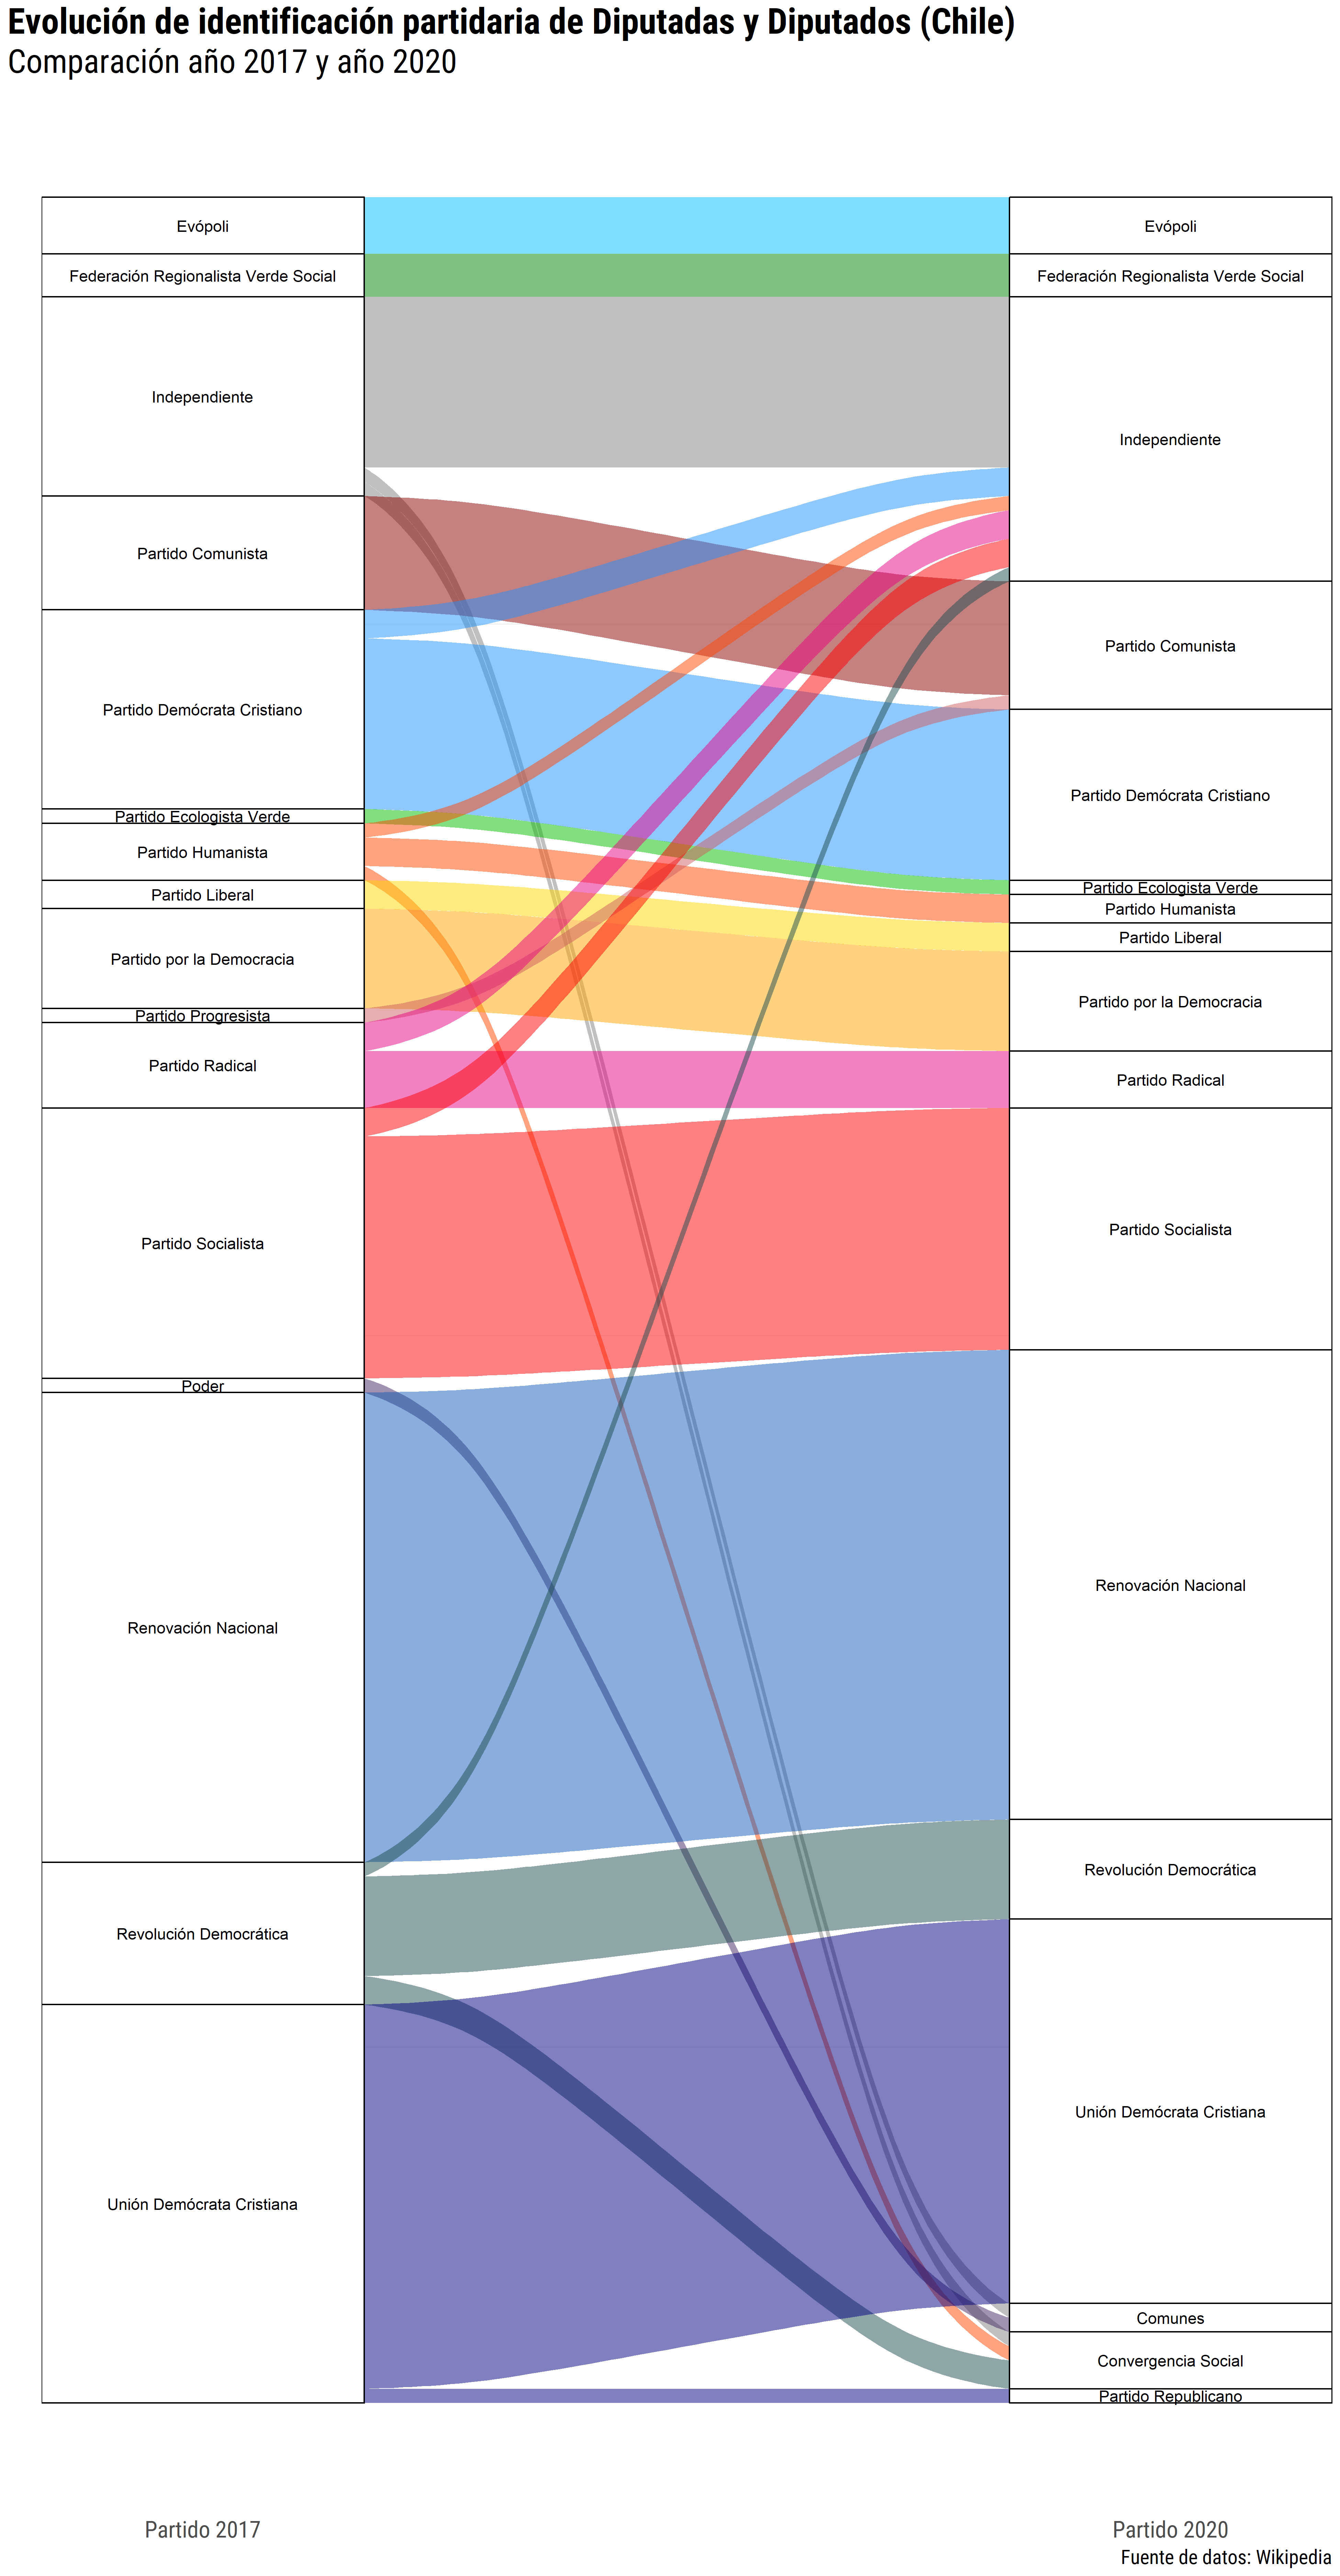 Evolución de identificación partidaria de Diputadas y Diputados (Chile)
Comparación año 2017 y año 2020
Evópoli
Federación Regionalista Verde Social
Independiente
Partido Comunista
Partido Demócrata Cristiano
Partido Ecologista Verde
Partido Humanista
Partido Liberal
Partido por la Democracia
Partido Progresista
Partido Radical
Partido Socialista
Poder
Renovación Nacional
Revolución Democrática
Unión Demócrata Cristiana
Evópoli
Federación Regionalista Verde Social
Independiente
Partido Comunista
Partido Demócrata Cristiano
Partido Ecologista Verde
Partido Humanista
Partido Liberal
Partido por la Democracia
Partido Radical
Partido Socialista
Renovación Nacional
Revolución Democrática
Unión Demócrata Cristiana
Comunes
Convergencia Social
Partido Republicano
Partido 2017
Partido 2020
Fuente de datos: Wikipedia